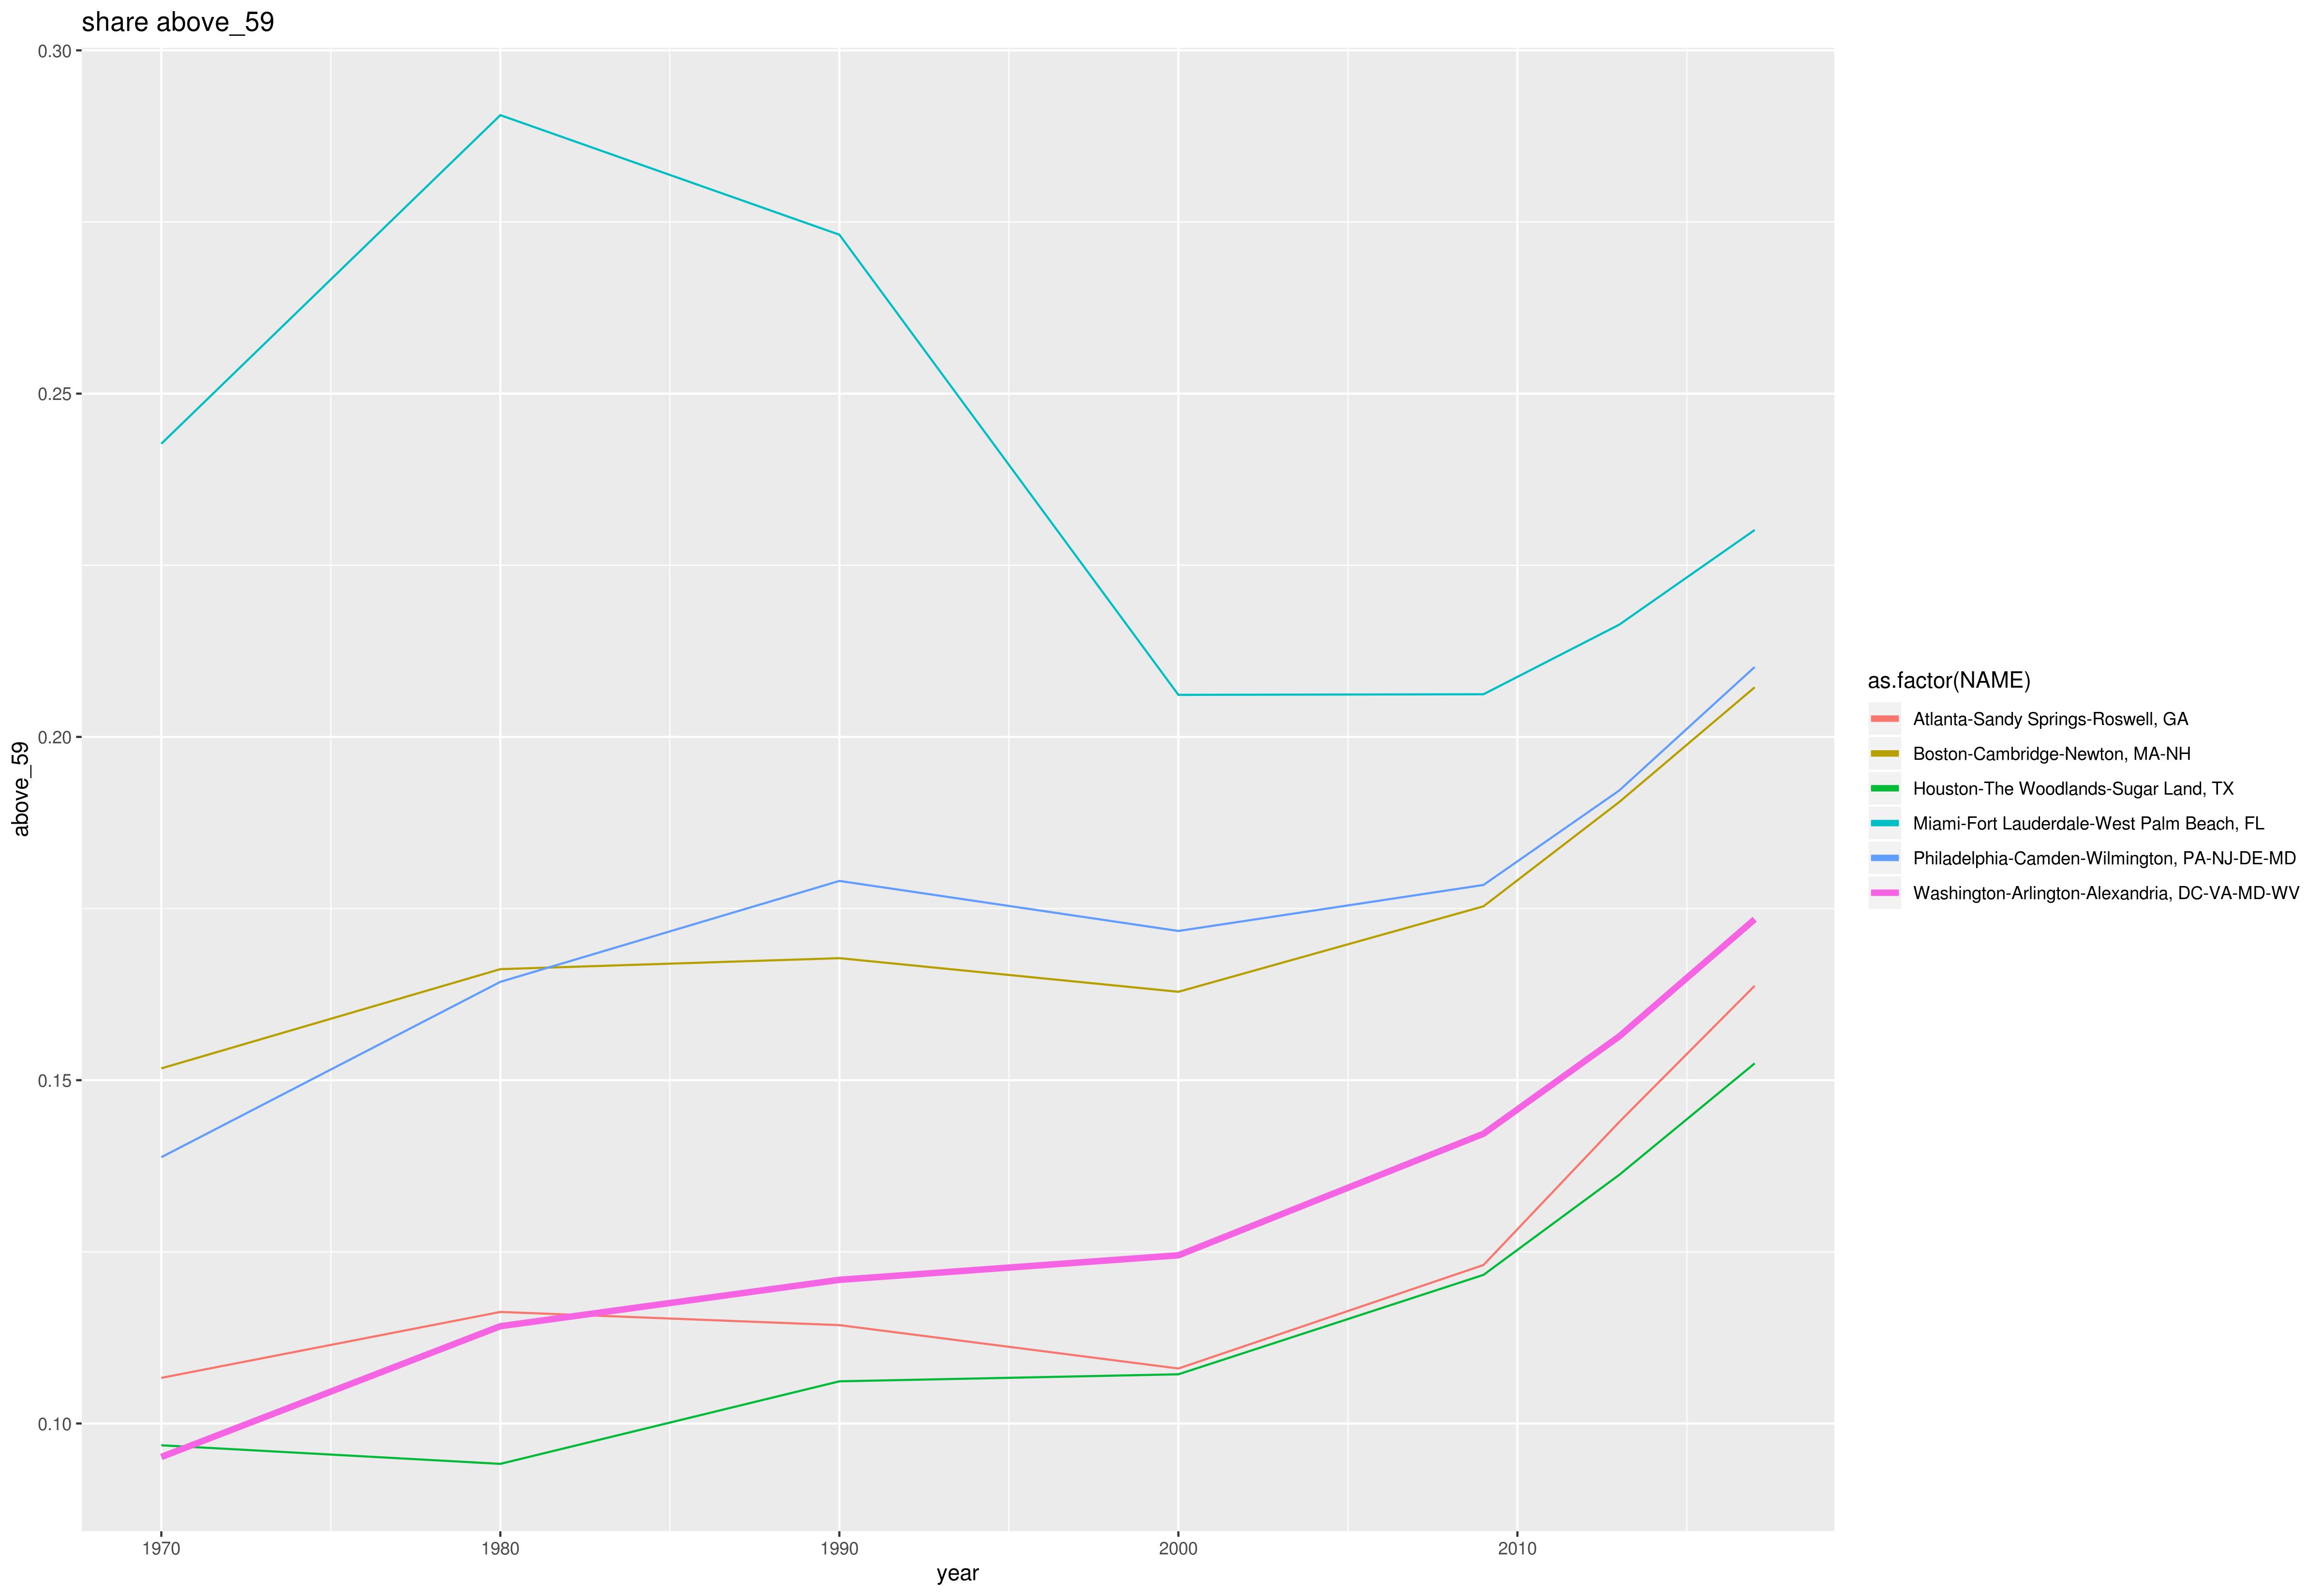 share above_59
0.30
0.25
0.20
0.15
0.10
above_59
1970 1980 1990 2000 2010
year
as.factor(NAME)
Atlanta-Sandy Springs-Roswell, GA
Boston-Cambridge-Newton, MA-NH
Houston-The Woodlands-Sugar Land, TX
Miami-Fort Lauderdale-West Palm Beach, FL
Philadelphia-Camden-Wilmington, PA-NJ-DE-MD
Washington-Arlington-Alexandria, DC-VA-MD-WV